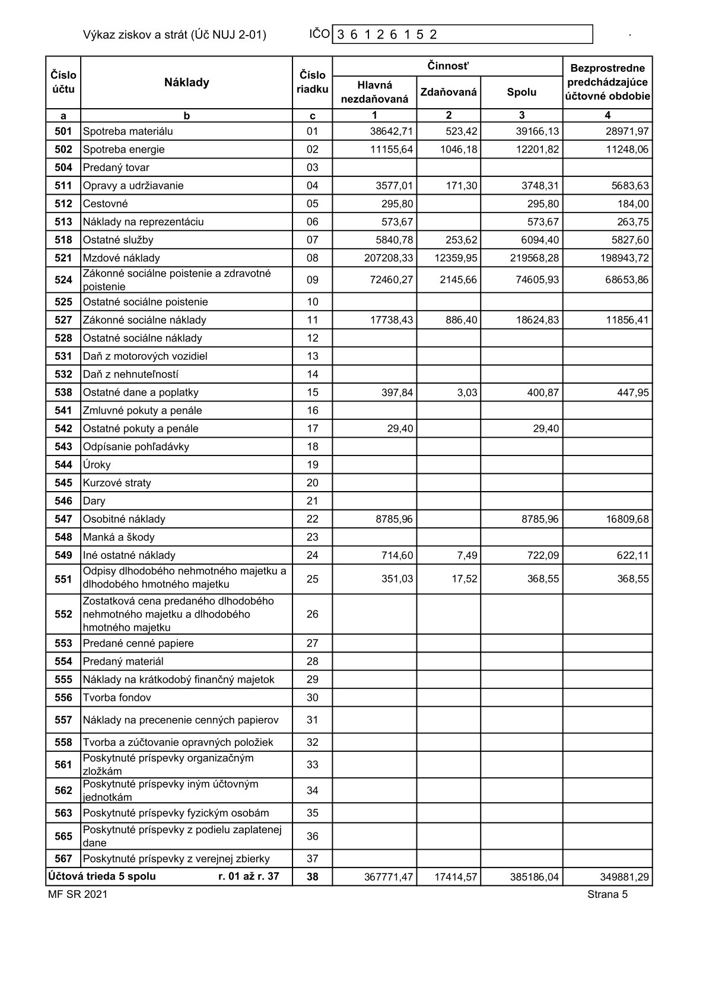 Výkaz ziskov a strát (Úč NUJ 2-01) IČO 3 6 1 2 6 1 5 2 .
Číslo účtu Náklady Číslo riadku Činnosť Bezprostredne predchádzajúce účtovné obdobie
Hlavná nezdaňovaná Zdaňovaná Spolu
a b c 1 2 3 4
501 Spotreba materiálu 01 38642,71 523,42 39166,13 28971,97
502 Spotreba energie 02 11155,64 1046,18 12201,82 11248,06
504 Predaný tovar 03
511 Opravy a udržiavanie 04 3577,01 171,30 3748,31 5683,63
512 Cestovné 05 295,80 295,80 184,00
513 Náklady na reprezentáciu 06 573,67 573,67 263,75
518 Ostatné služby 07 5840,78 253,62 6094,40 5827,60
521 Mzdové náklady 08 207208,33 12359,95 219568,28 198943,72
524 Zákonné sociálne poistenie a zdravotné poistenie 09 72460,27 2145,66 74605,93 68653,86
525 Ostatné sociálne poistenie 10
527 Zákonné sociálne náklady 11 17738,43 886,40 18624,83 11856,41
528 Ostatné sociálne náklady 12
531 Daň z motorových vozidiel 13
532 Daň z nehnuteľností 14
538 Ostatné dane a poplatky 15 397,84 3,03 400,87 447,95
541 Zmluvné pokuty a penále 16
542 Ostatné pokuty a penále 17 29,40 29,40
543 Odpísanie pohľadávky 18
544 Úroky 19
545 Kurzové straty 20
546 Dary 21
547 Osobitné náklady 22 8785,96 8785,96 16809,68
548 Manká a škody 23
549 Iné ostatné náklady 24 714,60 7,49 722,09 622,11
551 Odpisy dlhodobého nehmotného majetku a dlhodobého hmotného majetku 25 351,03 17,52 368,55 368,55
552 Zostatková cena predaného dlhodobého nehmotného majetku a dlhodobého hmotného majetku 26
553 Predané cenné papiere 27
554 Predaný materiál 28
555 Náklady na krátkodobý finančný majetok 29
556 Tvorba fondov 30
557 Náklady na precenenie cenných papierov 31
558 Tvorba a zúčtovanie opravných položiek 32
561 Poskytnuté príspevky organizačným zložkám 33
562 Poskytnuté príspevky iným účtovným jednotkám 34
563 Poskytnuté príspevky fyzickým osobám 35
565 Poskytnuté príspevky z podielu zaplatenej dane 36
567 Poskytnuté príspevky z verejnej zbierky 37
Účtová trieda 5 spolu r. 01 až r. 37 38 367771,47 17414,57 385186,04 349881,29
MF SR 2021 Strana 5